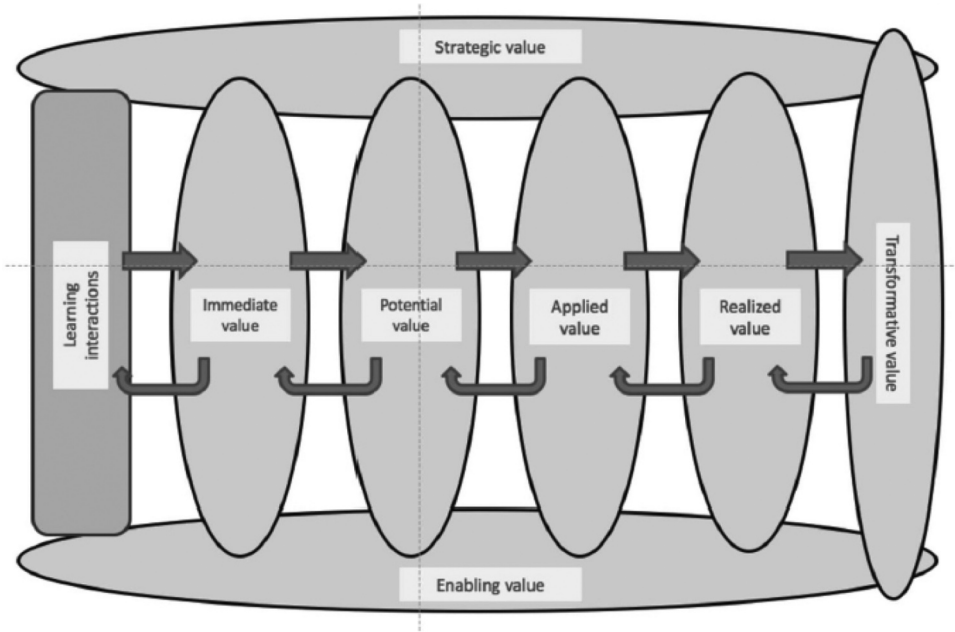 Strategic value
Learning
interactions
Immediate
value
Potential
value
Applied
value
Realized
value
Transformative value
Enabling value